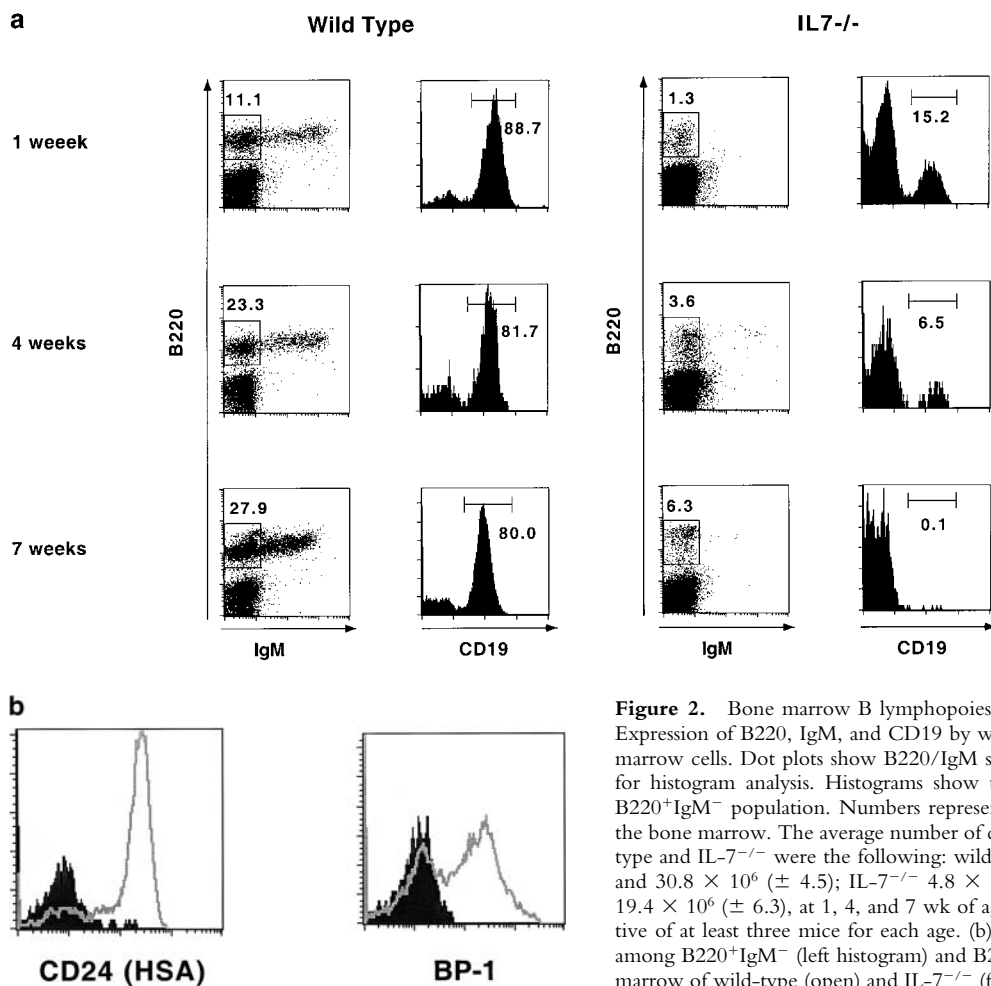 a
Wild Type
IL7-/-
1 weeek
11.1
88.7
1.3
15.2
4 weeks
23.3
81.7
3.6
6.5
7 weeks
27.9
80.0
6.3
0.1
B220
B220
IgM
CD19
IgM
CD19
b
CD24 (HSA)
BP-1
Figure 2. Bone marrow B lymphopoies
Expression of B220, IgM, and CD19 by w
marrow cells. Dot plots show B220/IgM s
for histogram analysis. Histograms show t
B220⁺IgM⁻ population. Numbers represen
the bone marrow. The average number of c
type and IL-7⁻/⁻ were the following: wild
and 30.8 × 10⁶ (± 4.5); IL-7⁻/⁻ 4.8 ×
19.4 × 10⁶ (± 6.3), at 1, 4, and 7 wk of a
tive of at least three mice for each age. (b)
among B220⁺IgM⁻ (left histogram) and B2
marrow of wild-type (open) and IL-7⁻/⁻ (f